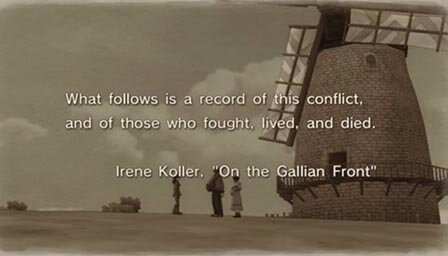 What follows is a record of this conflict,
and of those who fought, lived, and died.
Irene Koller, "On the Gallian Front"